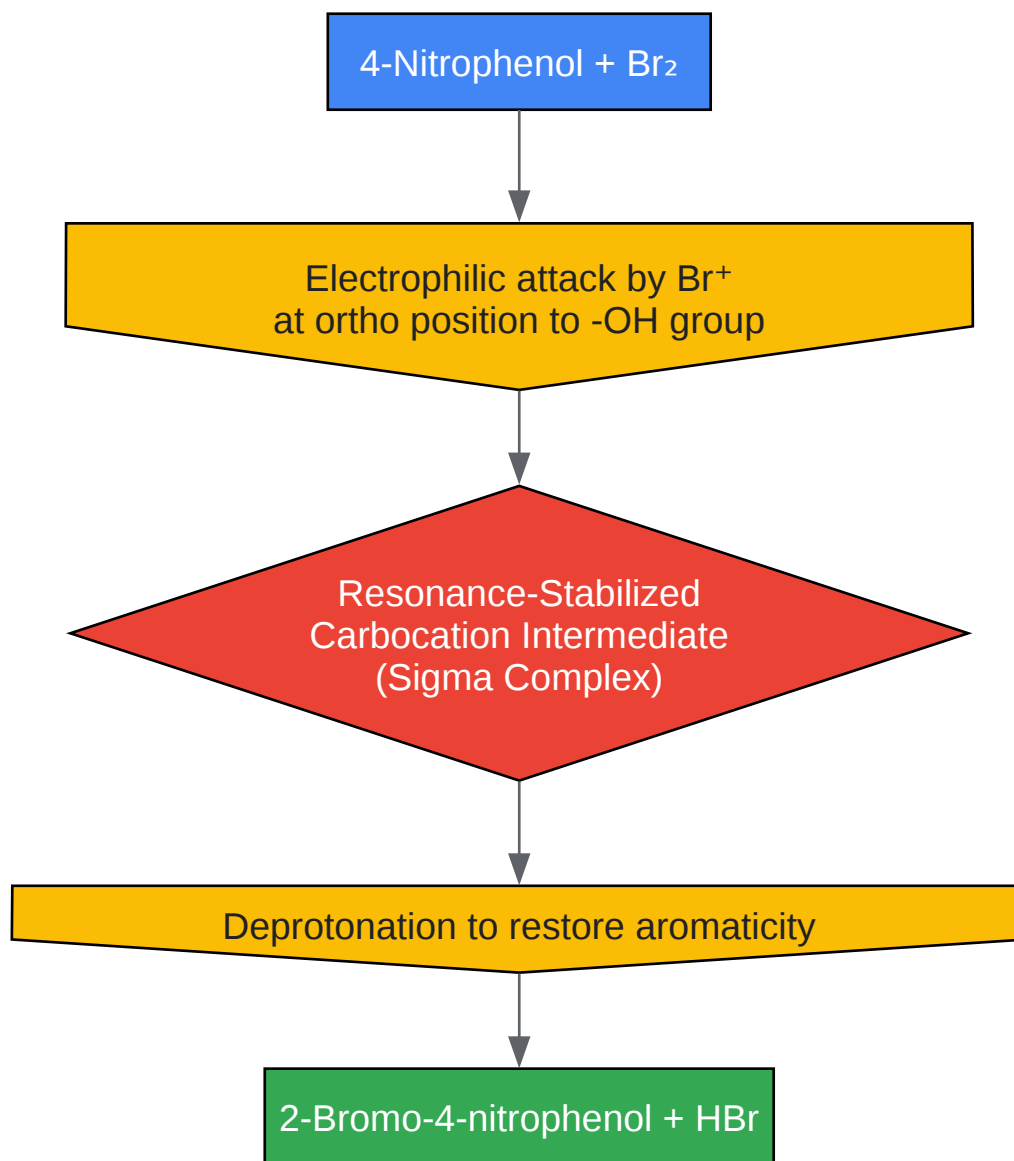 4-Nitrophenol + Br₂
Electrophilic attack by Br⁺
at ortho position to -OH group
Resonance-Stabilized
Carbocation Intermediate
(Sigma Complex)
Deprotonation to restore aromaticity
2-Bromo-4-nitrophenol + HBr